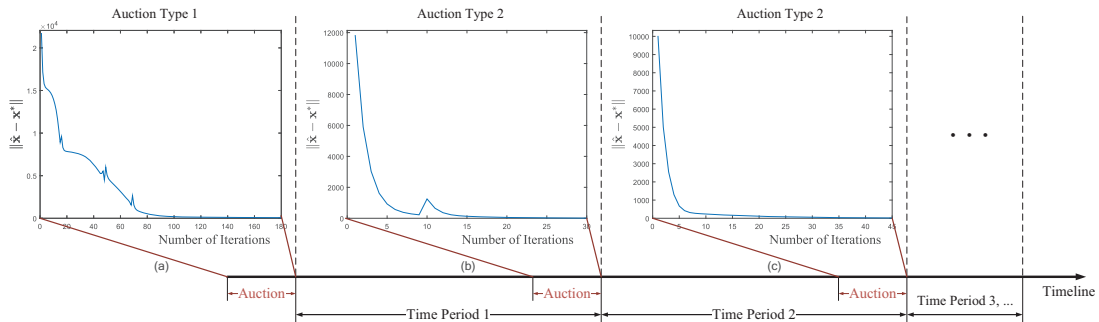 Auction Type 1
Auction Type 2
Auction Type 2
×10⁴
2
1.5
1
0.5
0
0 20 40 60 80 100 120 140 160 180
‖x̂ − x*‖
Number of Iterations
(a)
12000
10000
8000
6000
4000
2000
0
0 5 10 15 20 25 30
‖x̂ − x*‖
Number of Iterations
(b)
10000
9000
8000
7000
6000
5000
4000
3000
2000
1000
0
0 5 10 15 20 25 30 35 40 45
‖x̂ − x*‖
Number of Iterations
(c)
• • •
Auction
Auction
Auction
Time Period 1
Time Period 2
Time Period 3, ...
Timeline